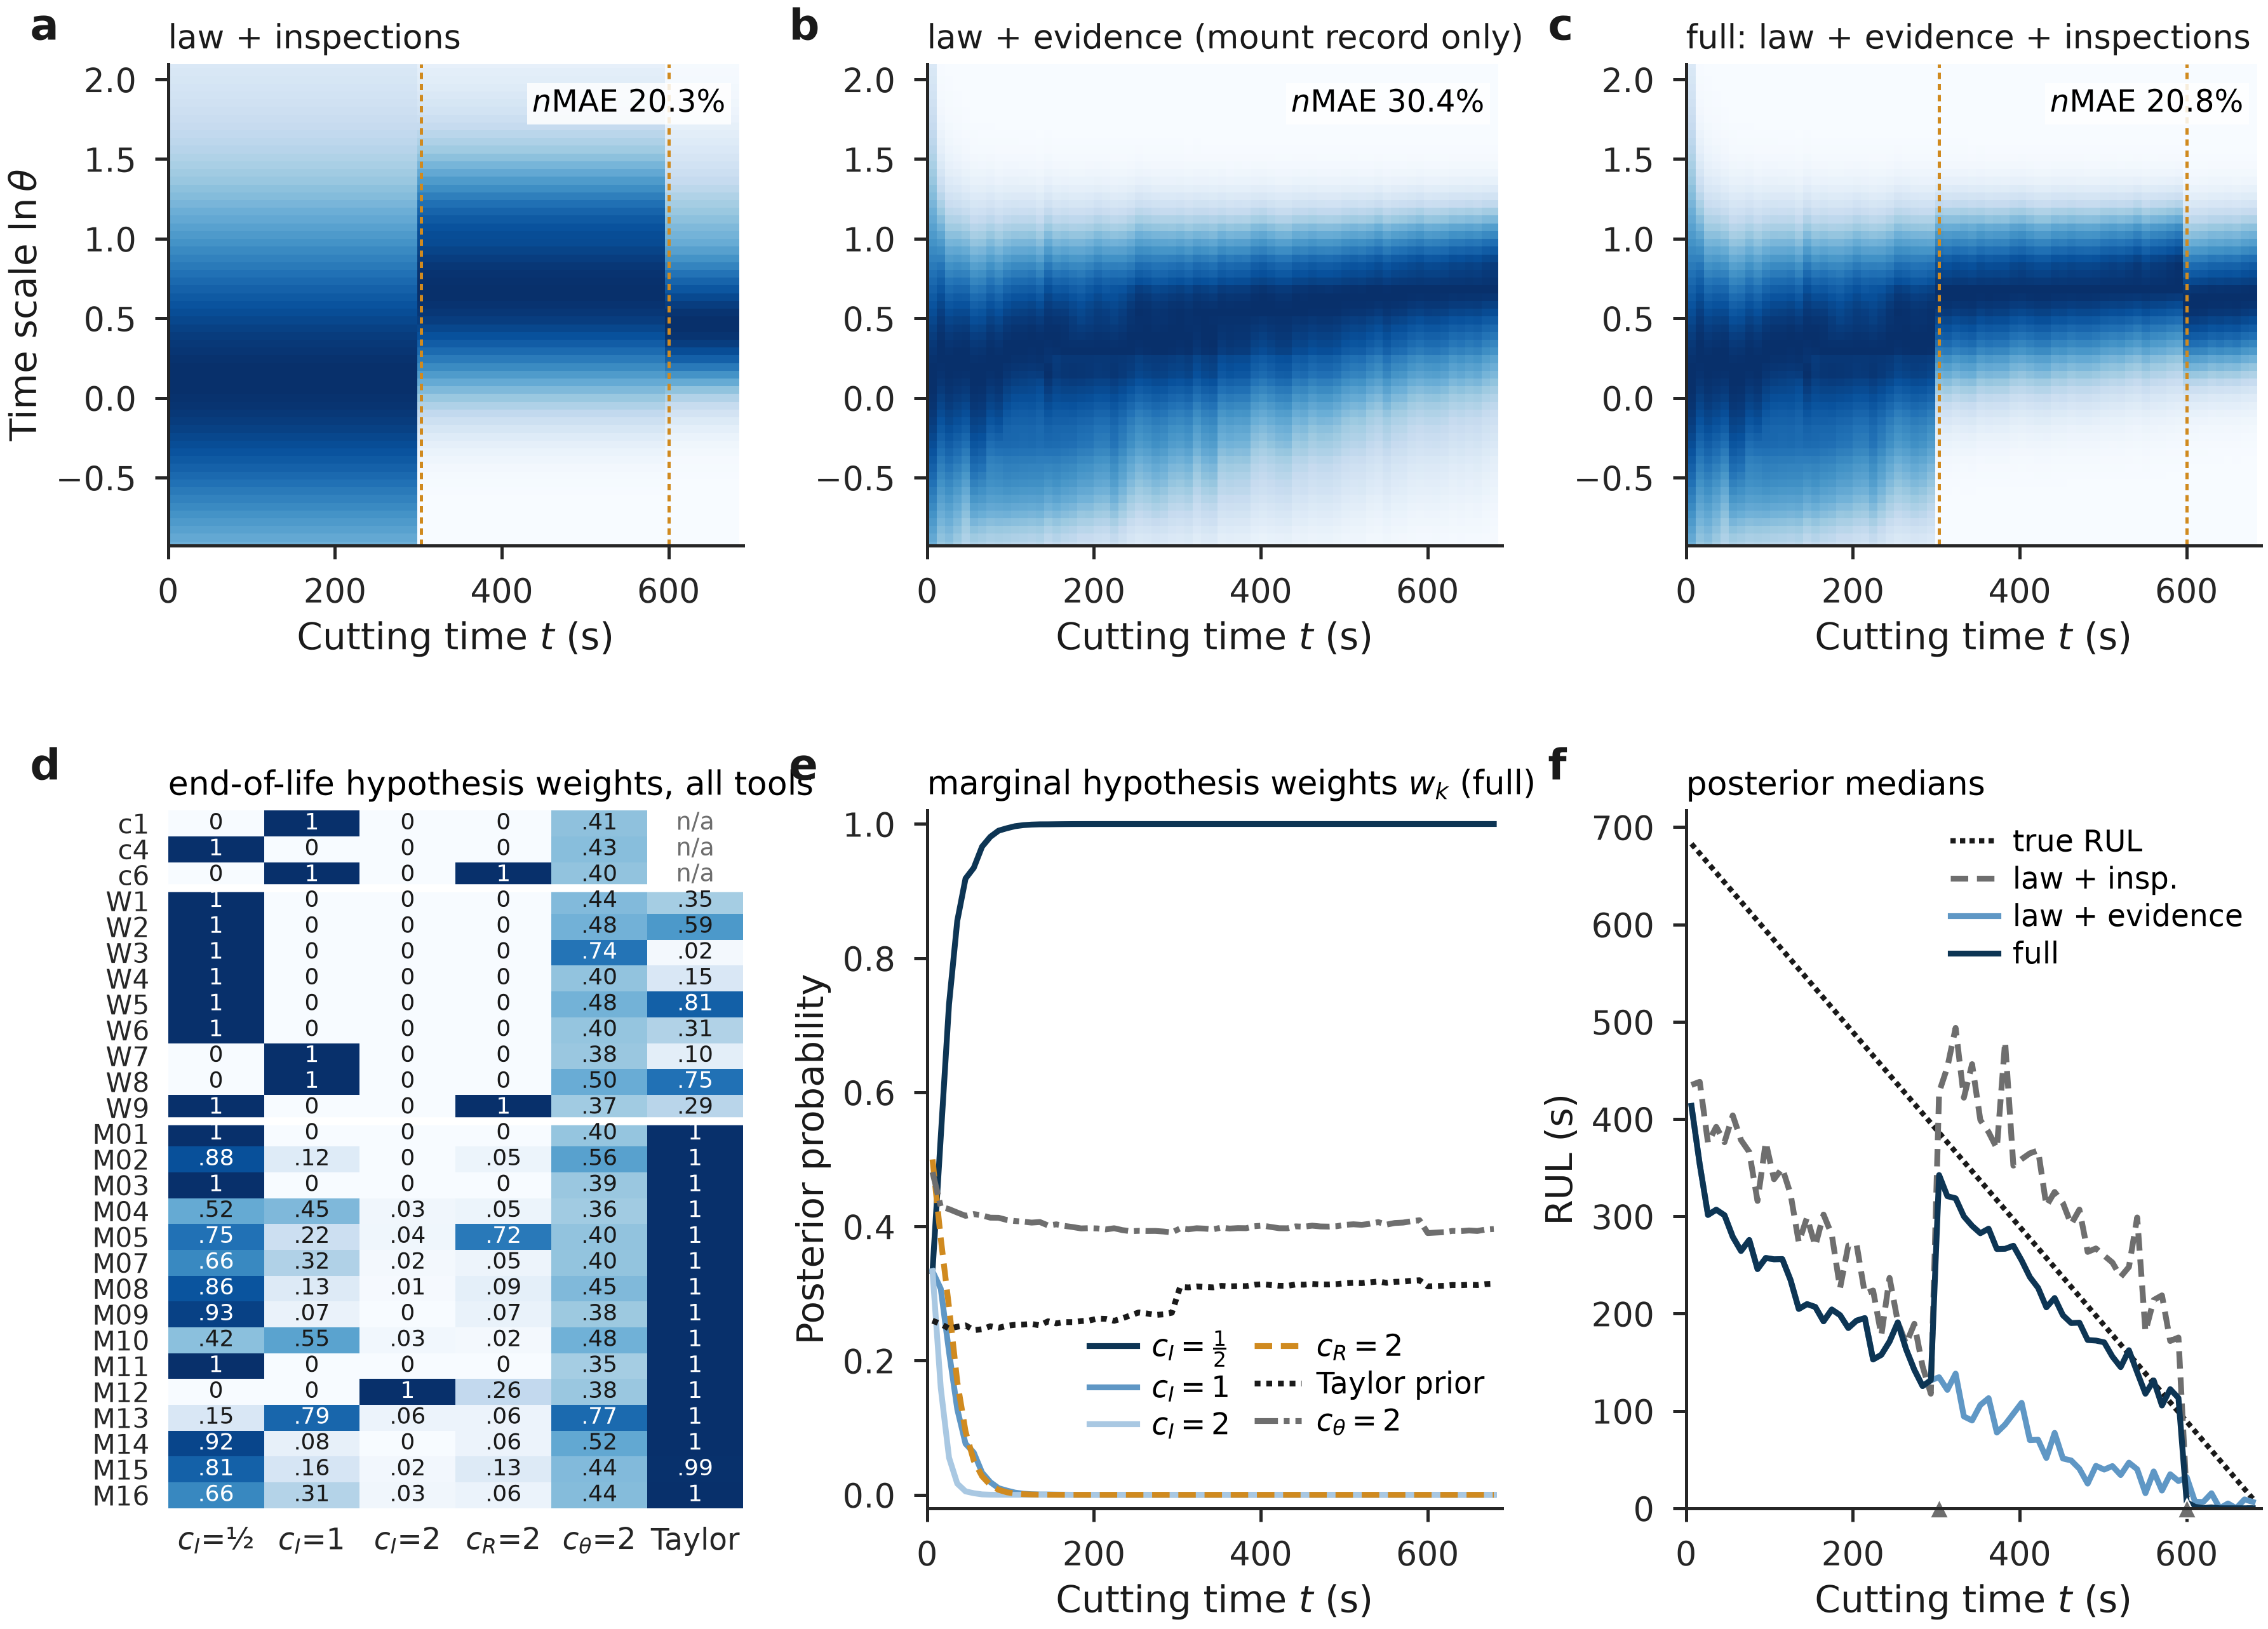 a
law + inspections
nMAE 20.3%
Time scale ln θ
2.0
1.5
1.0
0.5
0.0
−0.5
0
200
400
600
Cutting time t (s)
b
law + evidence (mount record only)
nMAE 30.4%
2.0
1.5
1.0
0.5
0.0
−0.5
0
200
400
600
Cutting time t (s)
c
full: law + evidence + inspections
nMAE 20.8%
2.0
1.5
1.0
0.5
0.0
−0.5
0
200
400
600
Cutting time t (s)
d
end-of-life hypothesis weights, all tools
c1 0 1 0 0 .41 n/a
c4 1 0 0 0 .43 n/a
c6 0 1 0 1 .40 n/a
W1 1 0 0 0 .44 .35
W2 1 0 0 0 .48 .59
W3 1 0 0 0 .74 .02
W4 1 0 0 0 .40 .15
W5 1 0 0 0 .48 .81
W6 1 0 0 0 .40 .31
W7 0 1 0 0 .38 .10
W8 0 1 0 0 .50 .75
W9 1 0 0 1 .37 .29
M01 1 0 0 0 .40 1
M02 .88 .12 0 .05 .56 1
M03 1 0 0 0 .39 1
M04 .52 .45 .03 .05 .36 1
M05 .75 .22 .04 .72 .40 1
M07 .66 .32 .02 .05 .40 1
M08 .86 .13 .01 .09 .45 1
M09 .93 .07 0 .07 .38 1
M10 .42 .55 .03 .02 .48 1
M11 1 0 0 0 .35 1
M12 0 0 1 .26 .38 1
M13 .15 .79 .06 .06 .77 1
M14 .92 .08 0 .06 .52 1
M15 .81 .16 .02 .13 .44 .99
M16 .66 .31 .03 .06 .44 1
c_I=½ c_I=1 c_I=2 c_R=2 c_θ=2 Taylor
e
marginal hypothesis weights w_k (full)
Posterior probability
1.0
0.8
0.6
0.4
0.2
0.0
c_I = 1/2
c_I = 1
c_I = 2
c_R = 2
Taylor prior
c_θ = 2
0
200
400
600
Cutting time t (s)
f
posterior medians
RUL (s)
700
600
500
400
300
200
100
0
true RUL
law + insp.
law + evidence
full
0
200
400
600
Cutting time t (s)